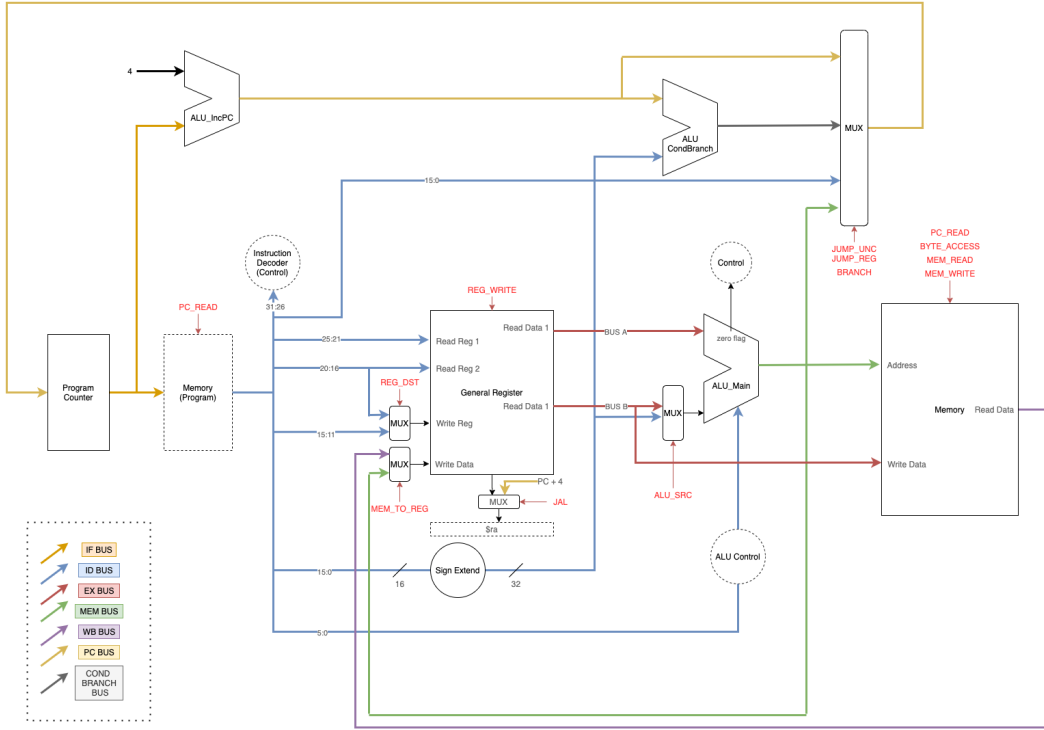 4
ALU_IncPC
ALU
CondBranch
MUX
15:0
Instruction
Decoder
(Control)
31:26
JUMP_UNC
JUMP_REG
BRANCH
PC_READ
BYTE_ACCESS
MEM_READ
MEM_WRITE
Control
PC_READ
REG_WRITE
Program
Counter
Memory
(Program)
25:21
20:16
15:11
REG_DST
MUX
MUX
MEM_TO_REG
Read Reg 1
Read Reg 2
Write Reg
Write Data
General Register
Read Data 1
Read Data 1
BUS A
BUS B
MUX
ALU_SRC
zero flag
ALU_Main
Address
Memory
Read Data
Write Data
PC + 4
MUX
JAL
$ra
15:0
16
Sign Extend
32
ALU Control
5:0
IF BUS
ID BUS
EX BUS
MEM BUS
WB BUS
PC BUS
COND
BRANCH
BUS